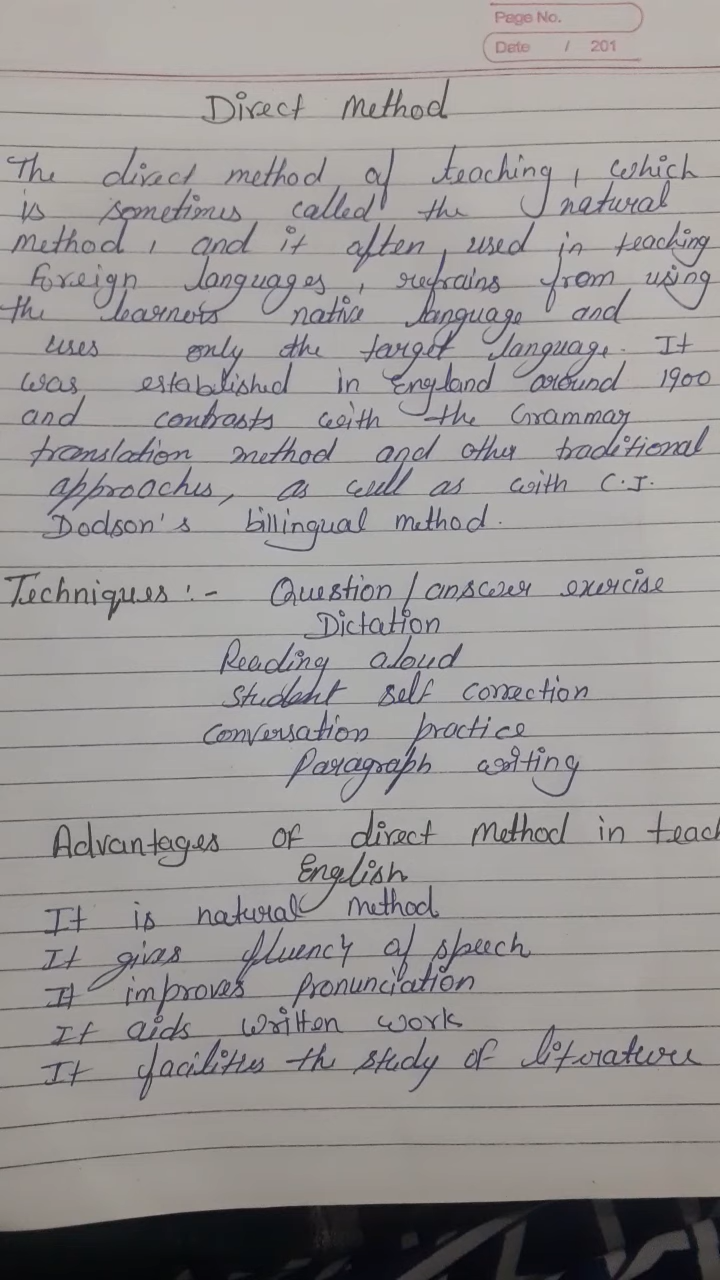 Page No.
Date / 201
Direct Method
The direct method of teaching, which
is sometimes called the natural
method, and it often used in teaching
foreign languages, refrains from using
the learners native language and
uses only the target language. It
was established in England around 1900
and contrasts with the Grammar
translation method and other traditional
approaches, as well as with C.J.
Dodson's billingual method.
Techniques :- Question / answer exercise
Dictation
Reading aloud
Student self correction
Conversation practice
Paragraph writing
Advantages of direct method in teach
English
It is natural method
It gives fluency of speech
It improves pronunciation
It aids written work
It facilities the study of literature